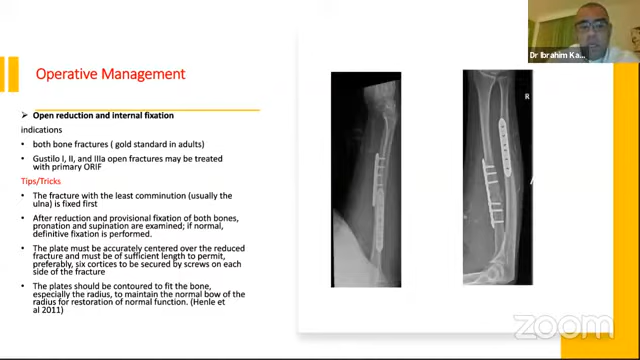 Dr Ibrahim Ka...
Operative Management
➢ Open reduction and internal fixation
indications
• both bone fractures ( gold standard in adults)
• Gustilo I, II, and IIIa open fractures may be treated
with primary ORIF
Tips/Tricks
• The fracture with the least comminution (usually the
ulna) is fixed first
• After reduction and provisional fixation of both bones,
pronation and supination are examined; if normal,
definitive fixation is performed.
• The plate must be accurately centered over the reduced
fracture and must be of sufficient length to permit,
preferably, six cortices to be secured by screws on each
side of the fracture
• The plates should be contoured to fit the bone,
especially the radius, to maintain the normal bow of the
radius for restoration of normal function. (Henle et
al 2011)
R
zoom